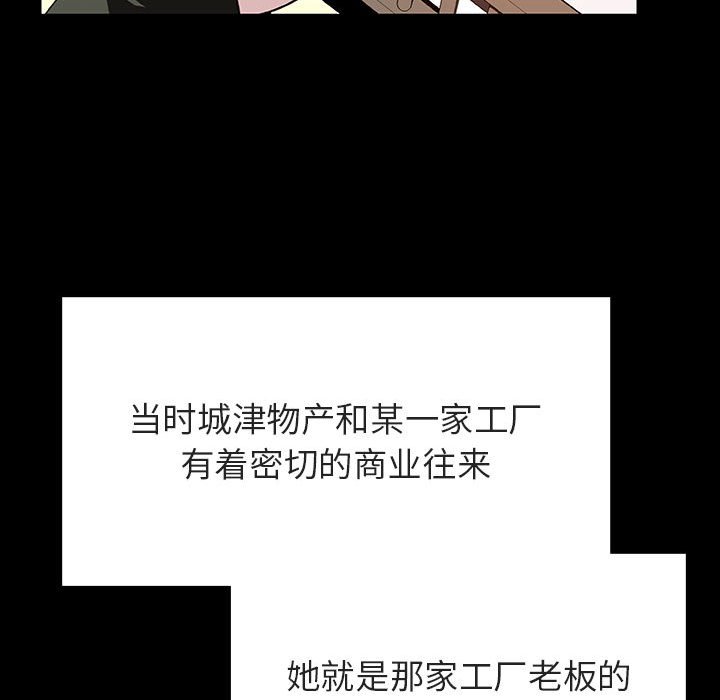 当时城津物产和某一家工厂
有着密切的商业往来
她就是那家工厂老板的